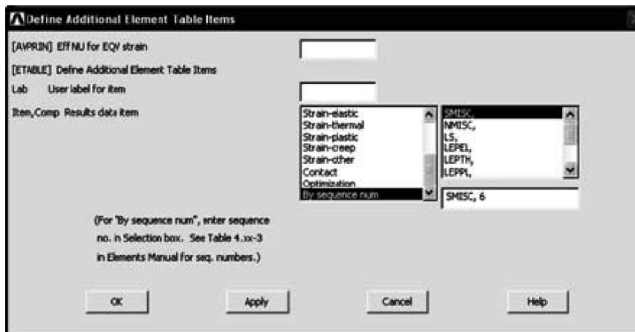 Define Additional Element Table Items
[AVPRIN] Eff NU for EQV strain
[ETABLE] Define Additional Element Table Items
Lab User label for item
Item,Comp Results data item
Strain-elastic
Strain-thermal
Strain-plastic
Strain-creep
Strain-other
Contact
Optimization
By sequence num
SMISC,
NMISC,
LS,
LEPEL,
LEPTH,
LEPPL,
SMISC, 6
(For "By sequence num", enter sequence
no. in Selection box. See Table 4.xx-3
in Elements Manual for seq. numbers.)
OK Apply Cancel Help